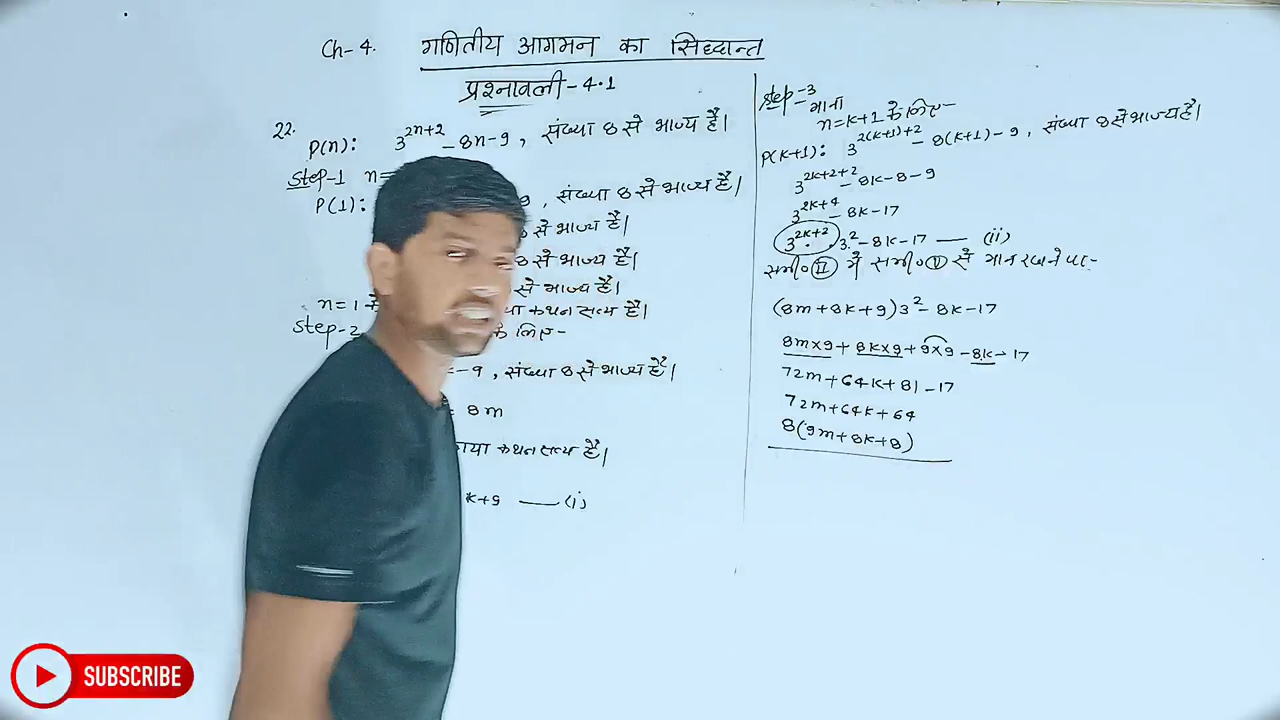 Ch-4. गणितीय आगमन का सिध्दान्त
प्रश्नावली-4.1
22. P(n): 3^{2n+2} - 8n - 9, संख्या 8 से भाज्य है।
Step-1 n=
P(1): 9, संख्या 8 से भाज्य है।
8 से भाज्य है।
8 से भाज्य है।
से भाज्य है।
n=1 कथन सत्य है।
Step-2 के लिए-
-9, संख्या 8 से भाज्य है।
= 8m
गया कथन सत्य है।
k+9 —— (i)
Step-3 माना
n=k+1 के लिए-
P(k+1): 3^{2(k+1)+2} - 8(k+1) - 9, संख्या 8 से भाज्य है।
3^{2k+2+2} - 8k - 8 - 9
3^{2k+4} - 8k - 17
3^{2k+2} · 3^2 - 8k - 17 —— (ii)
समी० II में समी० से मान रखने पर-
(8m+8k+9)3^2 - 8k - 17
8m×9 + 8k×9 + 9×9 - 8k - 17
72m + 64k + 81 - 17
72m + 64k + 64
8(9m+8k+8)
SUBSCRIBE